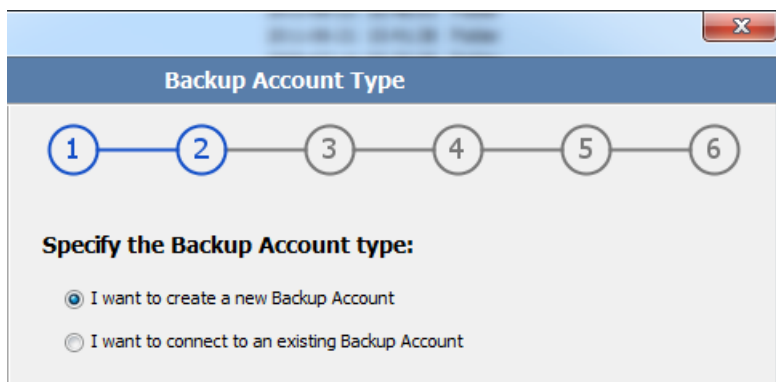 Backup Account Type
1 2 3 4 5 6
Specify the Backup Account type:
I want to create a new Backup Account
I want to connect to an existing Backup Account